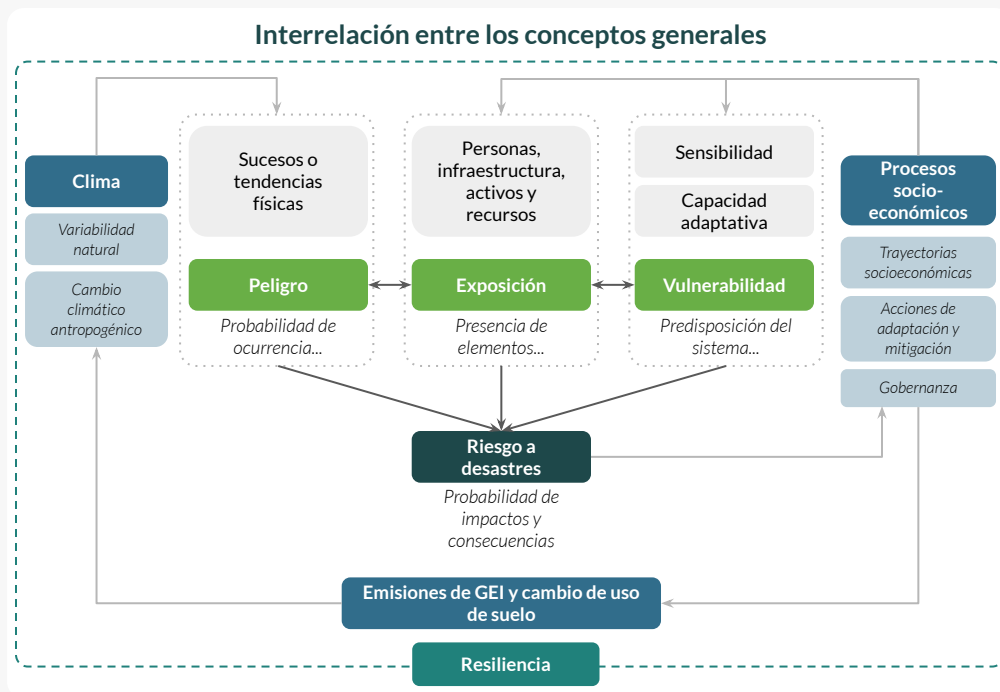 Interrelación entre los conceptos generales
Clima
Variabilidad
natural
Cambio
climático
antropogénico
Sucesos o
tendencias
físicas
Peligro
Probabilidad de
ocurrencia...
Personas,
infraestructura,
activos y
recursos
Exposición
Presencia de
elementos...
Sensibilidad
Capacidad
adaptativa
Vulnerabilidad
Predisposición del
sistema...
Procesos
socio-
económicos
Trayectorias
socioeconómicas
Acciones de
adaptación y
mitigación
Gobernanza
Riesgo a
desastres
Probabilidad de
impactos y
consecuencias
Emisiones de GEI y cambio de uso
de suelo
Resiliencia